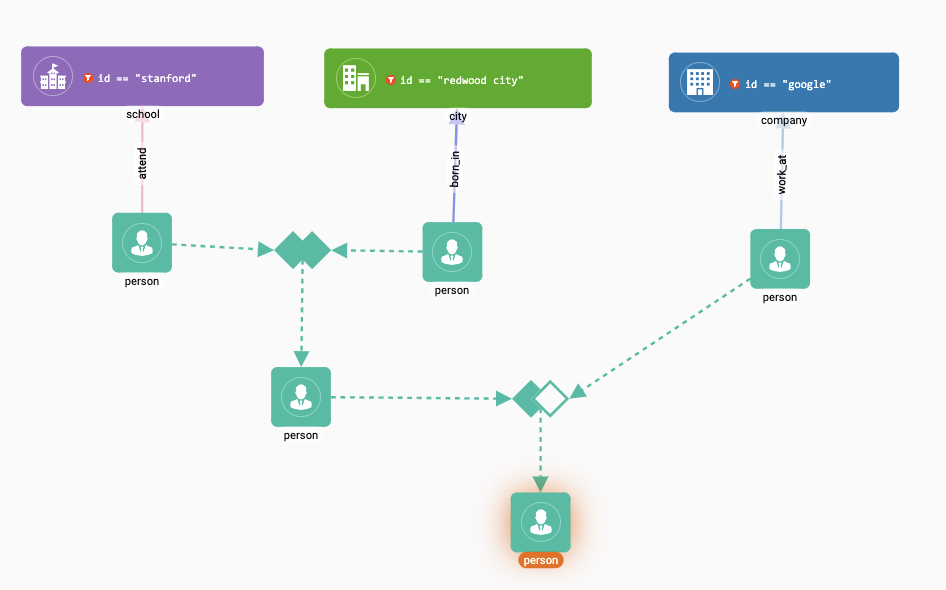 id == "stanford"
id == "redwood city"
id == "google"
school
city
company
attend
born_in
work_at
person
person
person
person
person